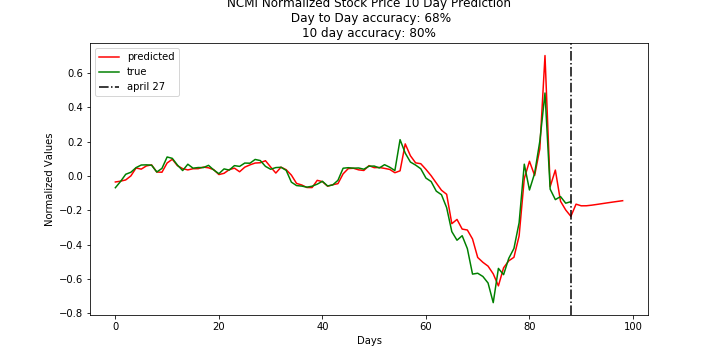 NCMI Normalized Stock Price 10 Day Prediction
Day to Day accuracy: 68%
10 day accuracy: 80%
predicted
true
april 27
Normalized Values
0.6
0.4
0.2
0.0
−0.2
−0.4
−0.6
−0.8
0 20 40 60 80 100
Days